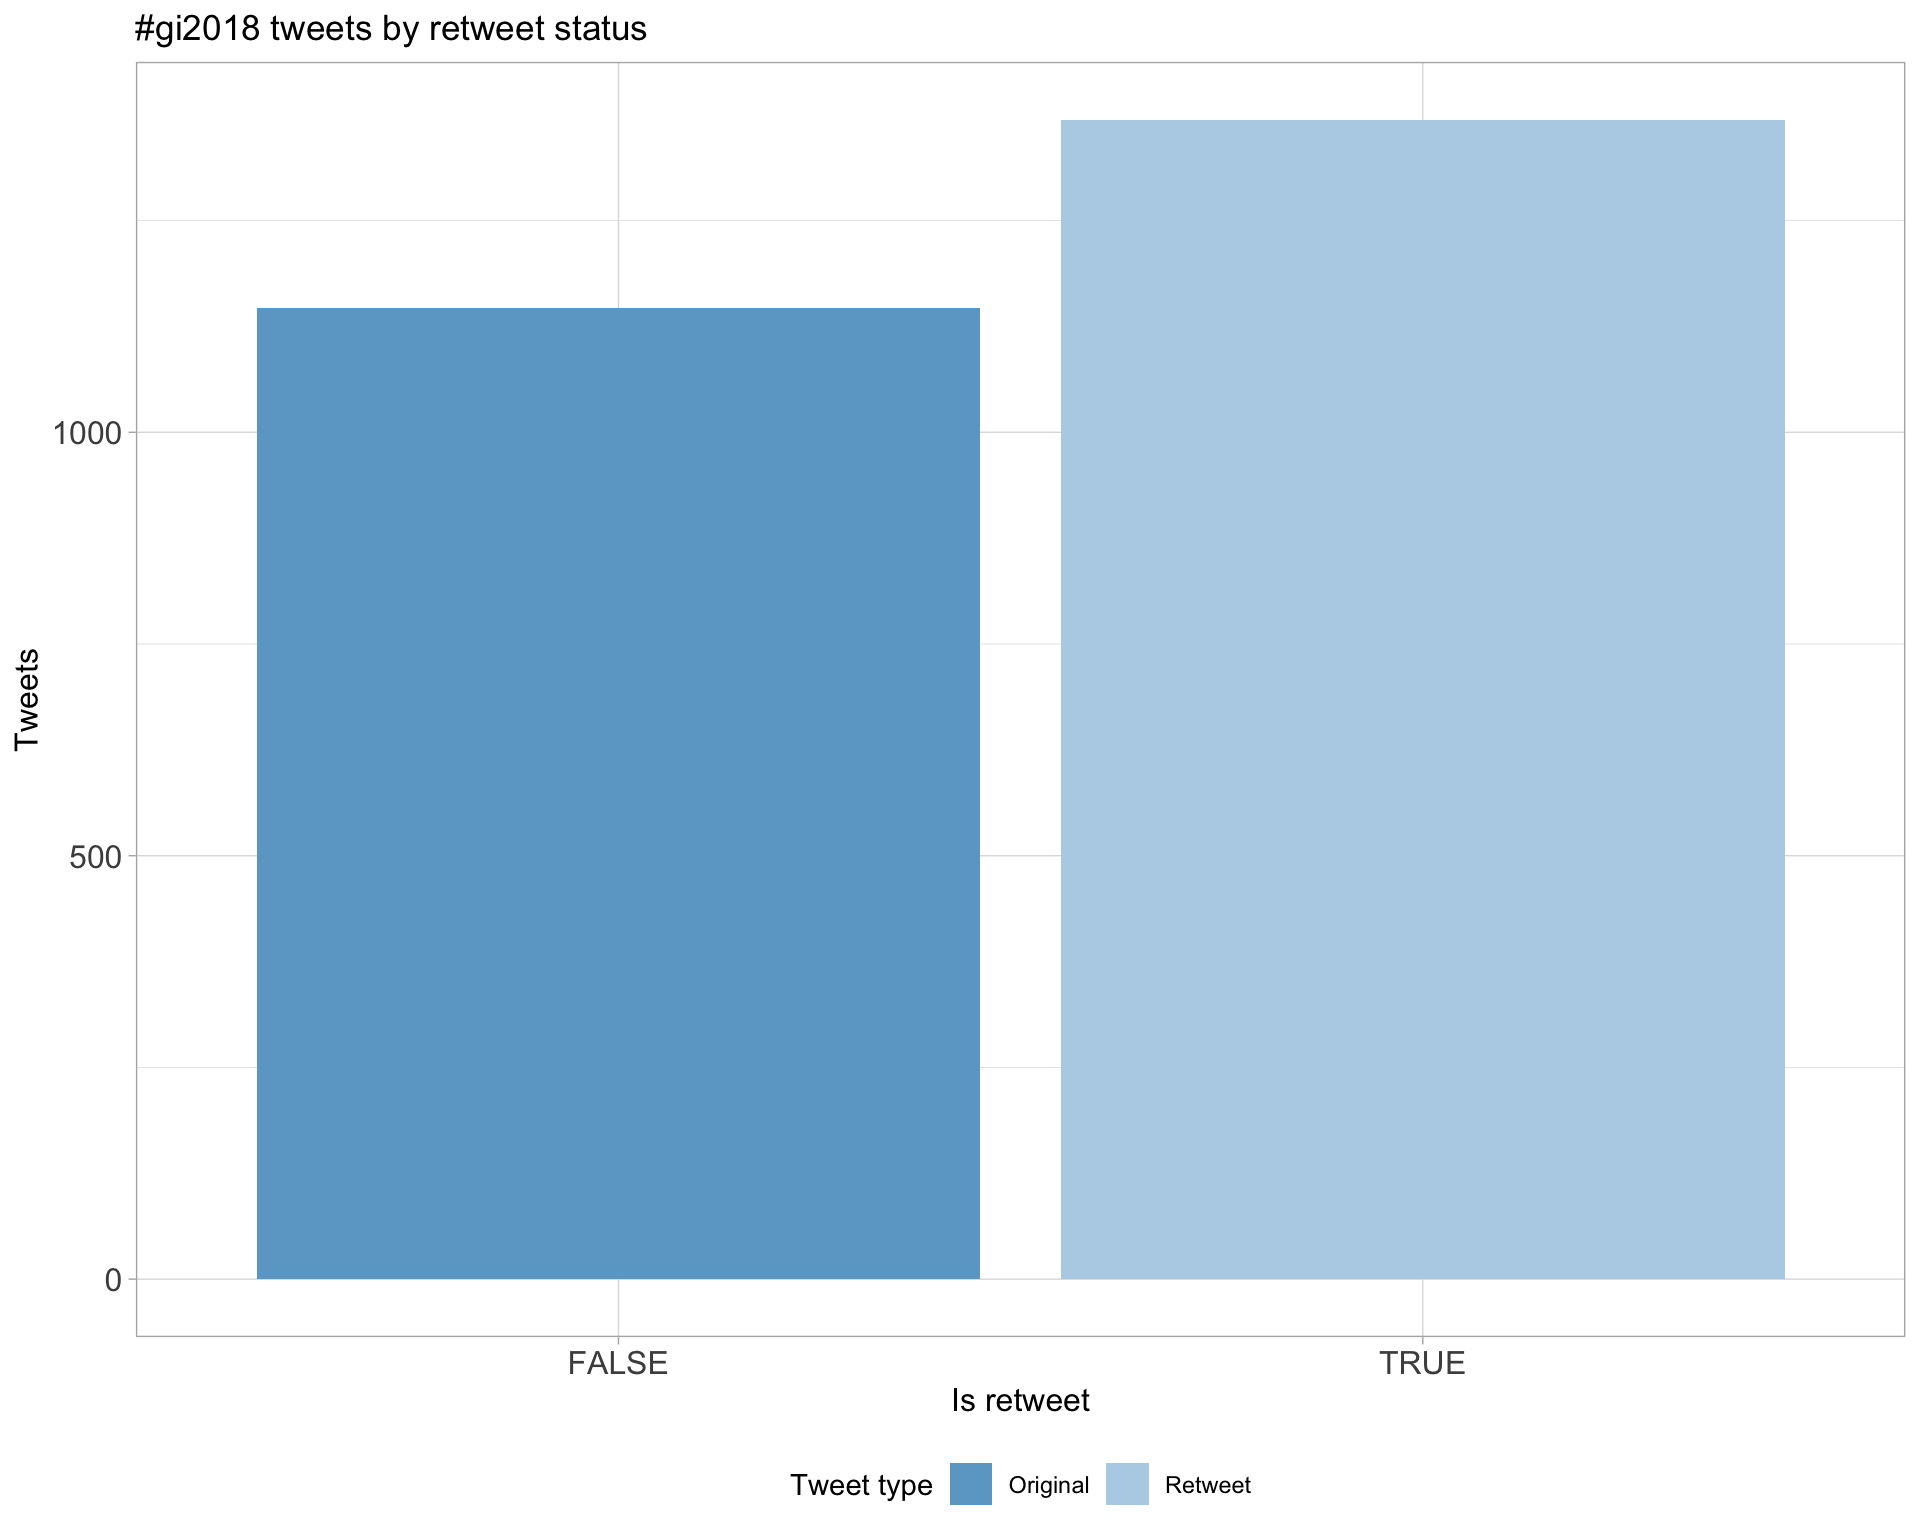 #gi2018 tweets by retweet status
Tweets
1000
500
0
FALSE TRUE
Is retweet
Tweet type Original Retweet